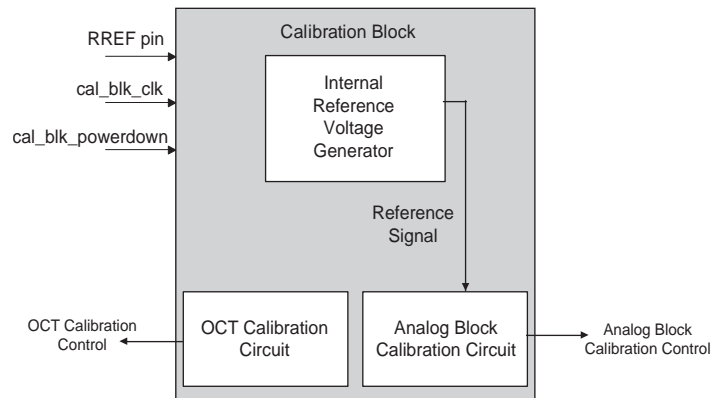 Calibration Block
RREF pin
cal_blk_clk
cal_blk_powerdown
Internal
Reference
Voltage
Generator
Reference
Signal
OCT Calibration
Control
OCT Calibration
Circuit
Analog Block
Calibration Circuit
Analog Block
Calibration Control